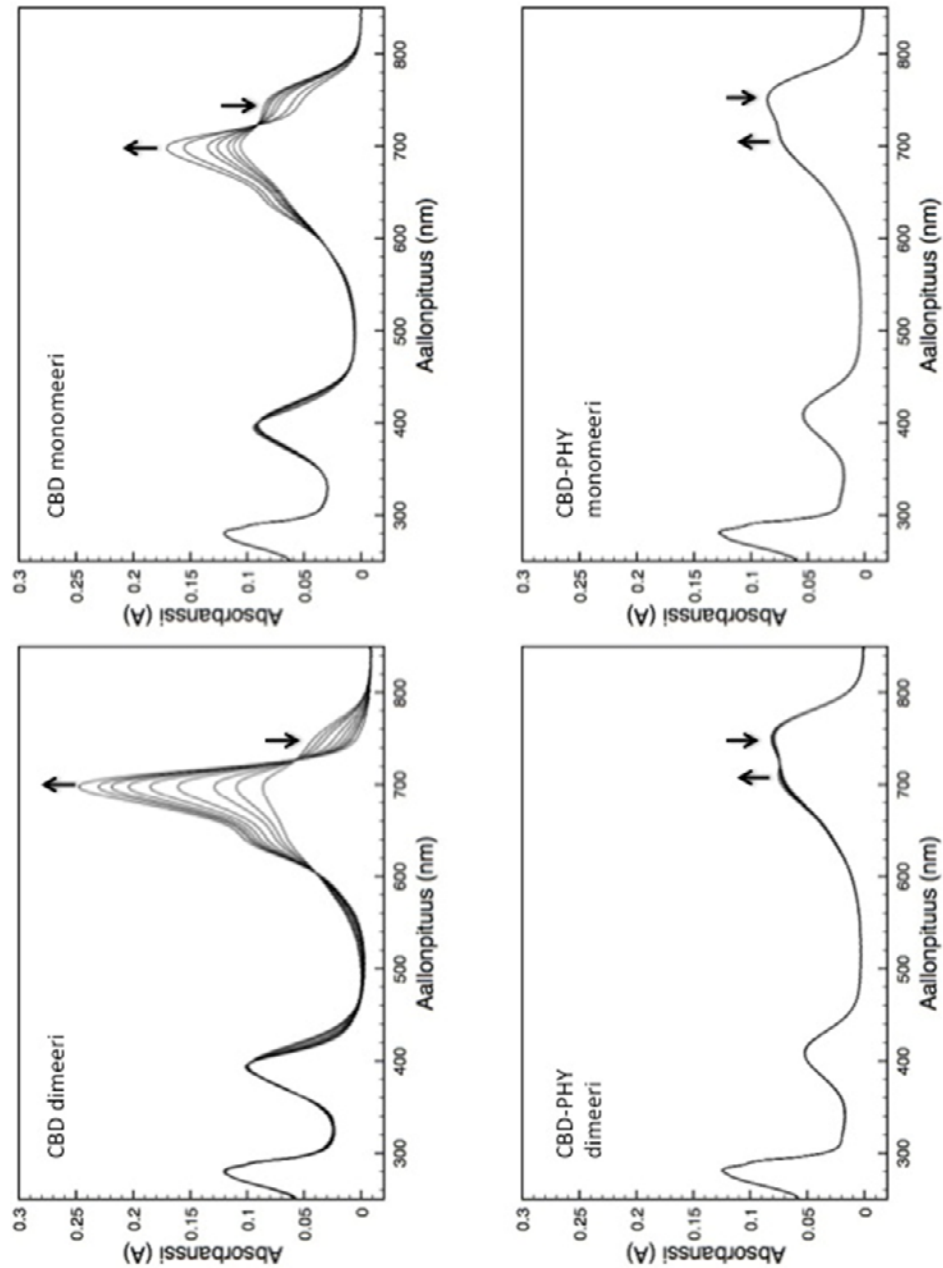 CBD dimeeri
0.3
0.25
0.2
0.15
0.1
0.05
0
Absorbanssi (A)
300 400 500 600 700 800
Aallonpituus (nm)
CBD monomeeri
0.3
0.25
0.2
0.15
0.1
0.05
0
Absorbanssi (A)
300 400 500 600 700 800
Aallonpituus (nm)
CBD-PHY
dimeeri
0.3
0.25
0.2
0.15
0.1
0.05
0
Absorbanssi (A)
300 400 500 600 700 800
Aallonpituus (nm)
CBD-PHY
monomeeri
0.3
0.25
0.2
0.15
0.1
0.05
0
Absorbanssi (A)
300 400 500 600 700 800
Aallonpituus (nm)